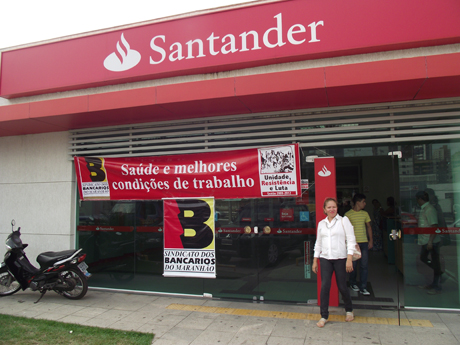 Santander
Saúde e melhores
condições de trabalho
Unidade,
Resistência
e Luta
B
SINDICATO DOS
BANCÁRIOS
DO MARANHÃO